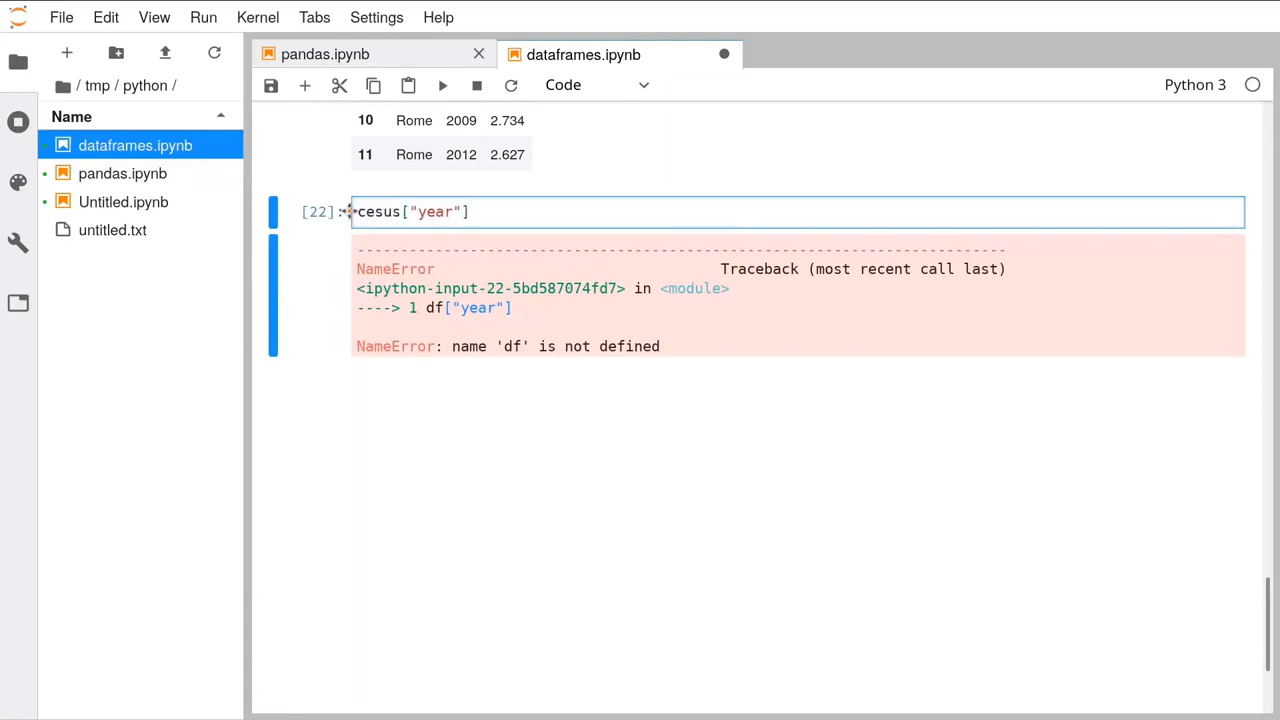 File Edit View Run Kernel Tabs Settings Help
pandas.ipynb
dataframes.ipynb
/ tmp / python /
Code
Python 3
Name
dataframes.ipynb
pandas.ipynb
Untitled.ipynb
untitled.txt
10 Rome 2009 2.734
11 Rome 2012 2.627
[22]: cesus["year"]
---------------------------------------------------------------------------
NameError Traceback (most recent call last)
<ipython-input-22-5bd587074fd7> in <module>
----> 1 df["year"]
NameError: name 'df' is not defined